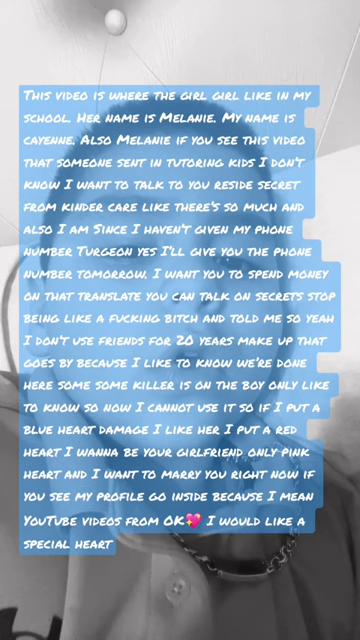 This video is where the girl girl like in my
school. Her name is Melanie. My name is
cayenne. Also Melanie if you see this video
that someone sent in tutoring kids I don't
know I want to talk to you reside secret
from kinder care like there's so much and
also I am Since I haven't given my phone
number Turgeon yes I'll give you the phone
number tomorrow. I want you to spend money
on that translate you can talk on secrets stop
being like a fucking bitch and told me so yeah
I don't use friends for 20 years make up that
goes by because I like to know we're done
here some some killer is on the boy only like
to know so now I cannot use it so if I put a
blue heart damage I like her I put a red
heart I wanna be your girlfriend only pink
heart and I want to marry you right now if
you see my profile go inside because I mean
YouTube videos from OK💖 I would like a
special heart